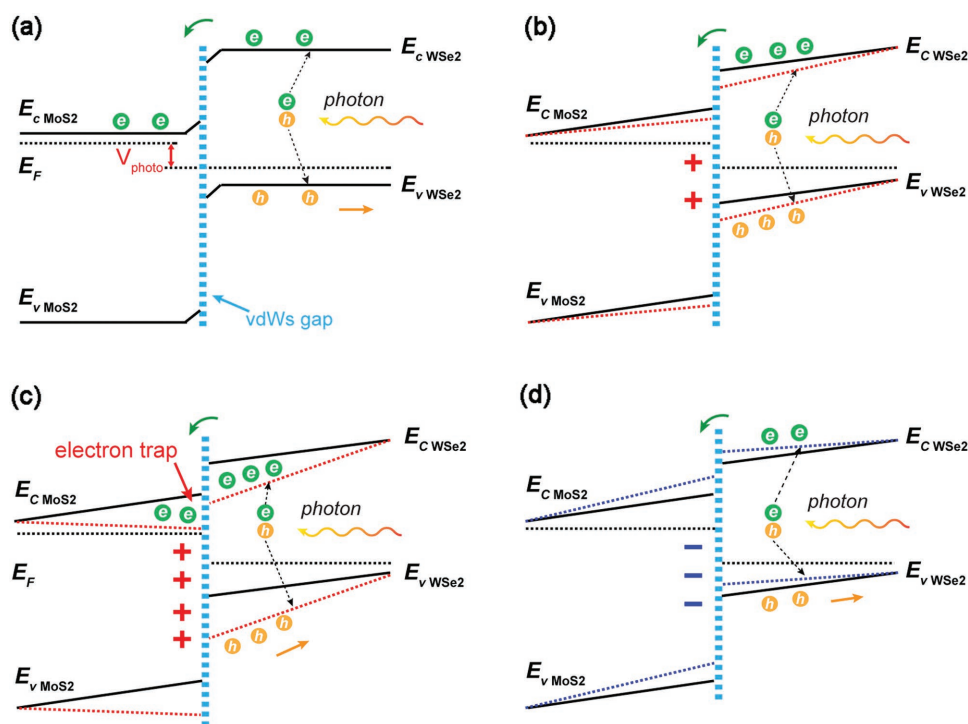 (a)
e e
E_c WSe2
E_c MoS2
e e
e
h
photon
V_photo
E_F
E_v WSe2
h h
E_v MoS2
vdWs gap
(b)
e e e
E_c WSe2
E_c MoS2
e
h
photon
+
+
E_v WSe2
h h h
E_v MoS2
(c)
electron trap
E_C WSe2
e e e
E_C MoS2
e e
e
h
photon
+
+
+
+
E_F
E_v WSe2
h h h
E_v MoS2
(d)
e e
E_C WSe2
E_C MoS2
e
h
photon
−
−
−
E_v WSe2
h h
E_v MoS2